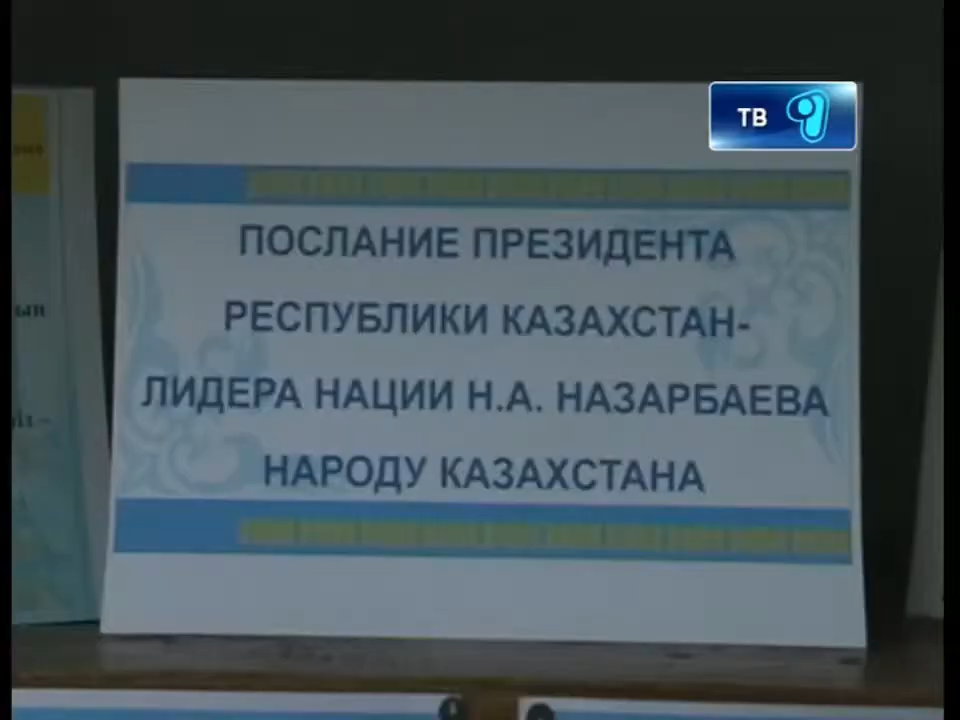 ТВ
ПОСЛАНИЕ ПРЕЗИДЕНТА
РЕСПУБЛИКИ КАЗАХСТАН-
ЛИДЕРА НАЦИИ Н.А. НАЗАРБАЕВА
НАРОДУ КАЗАХСТАНА